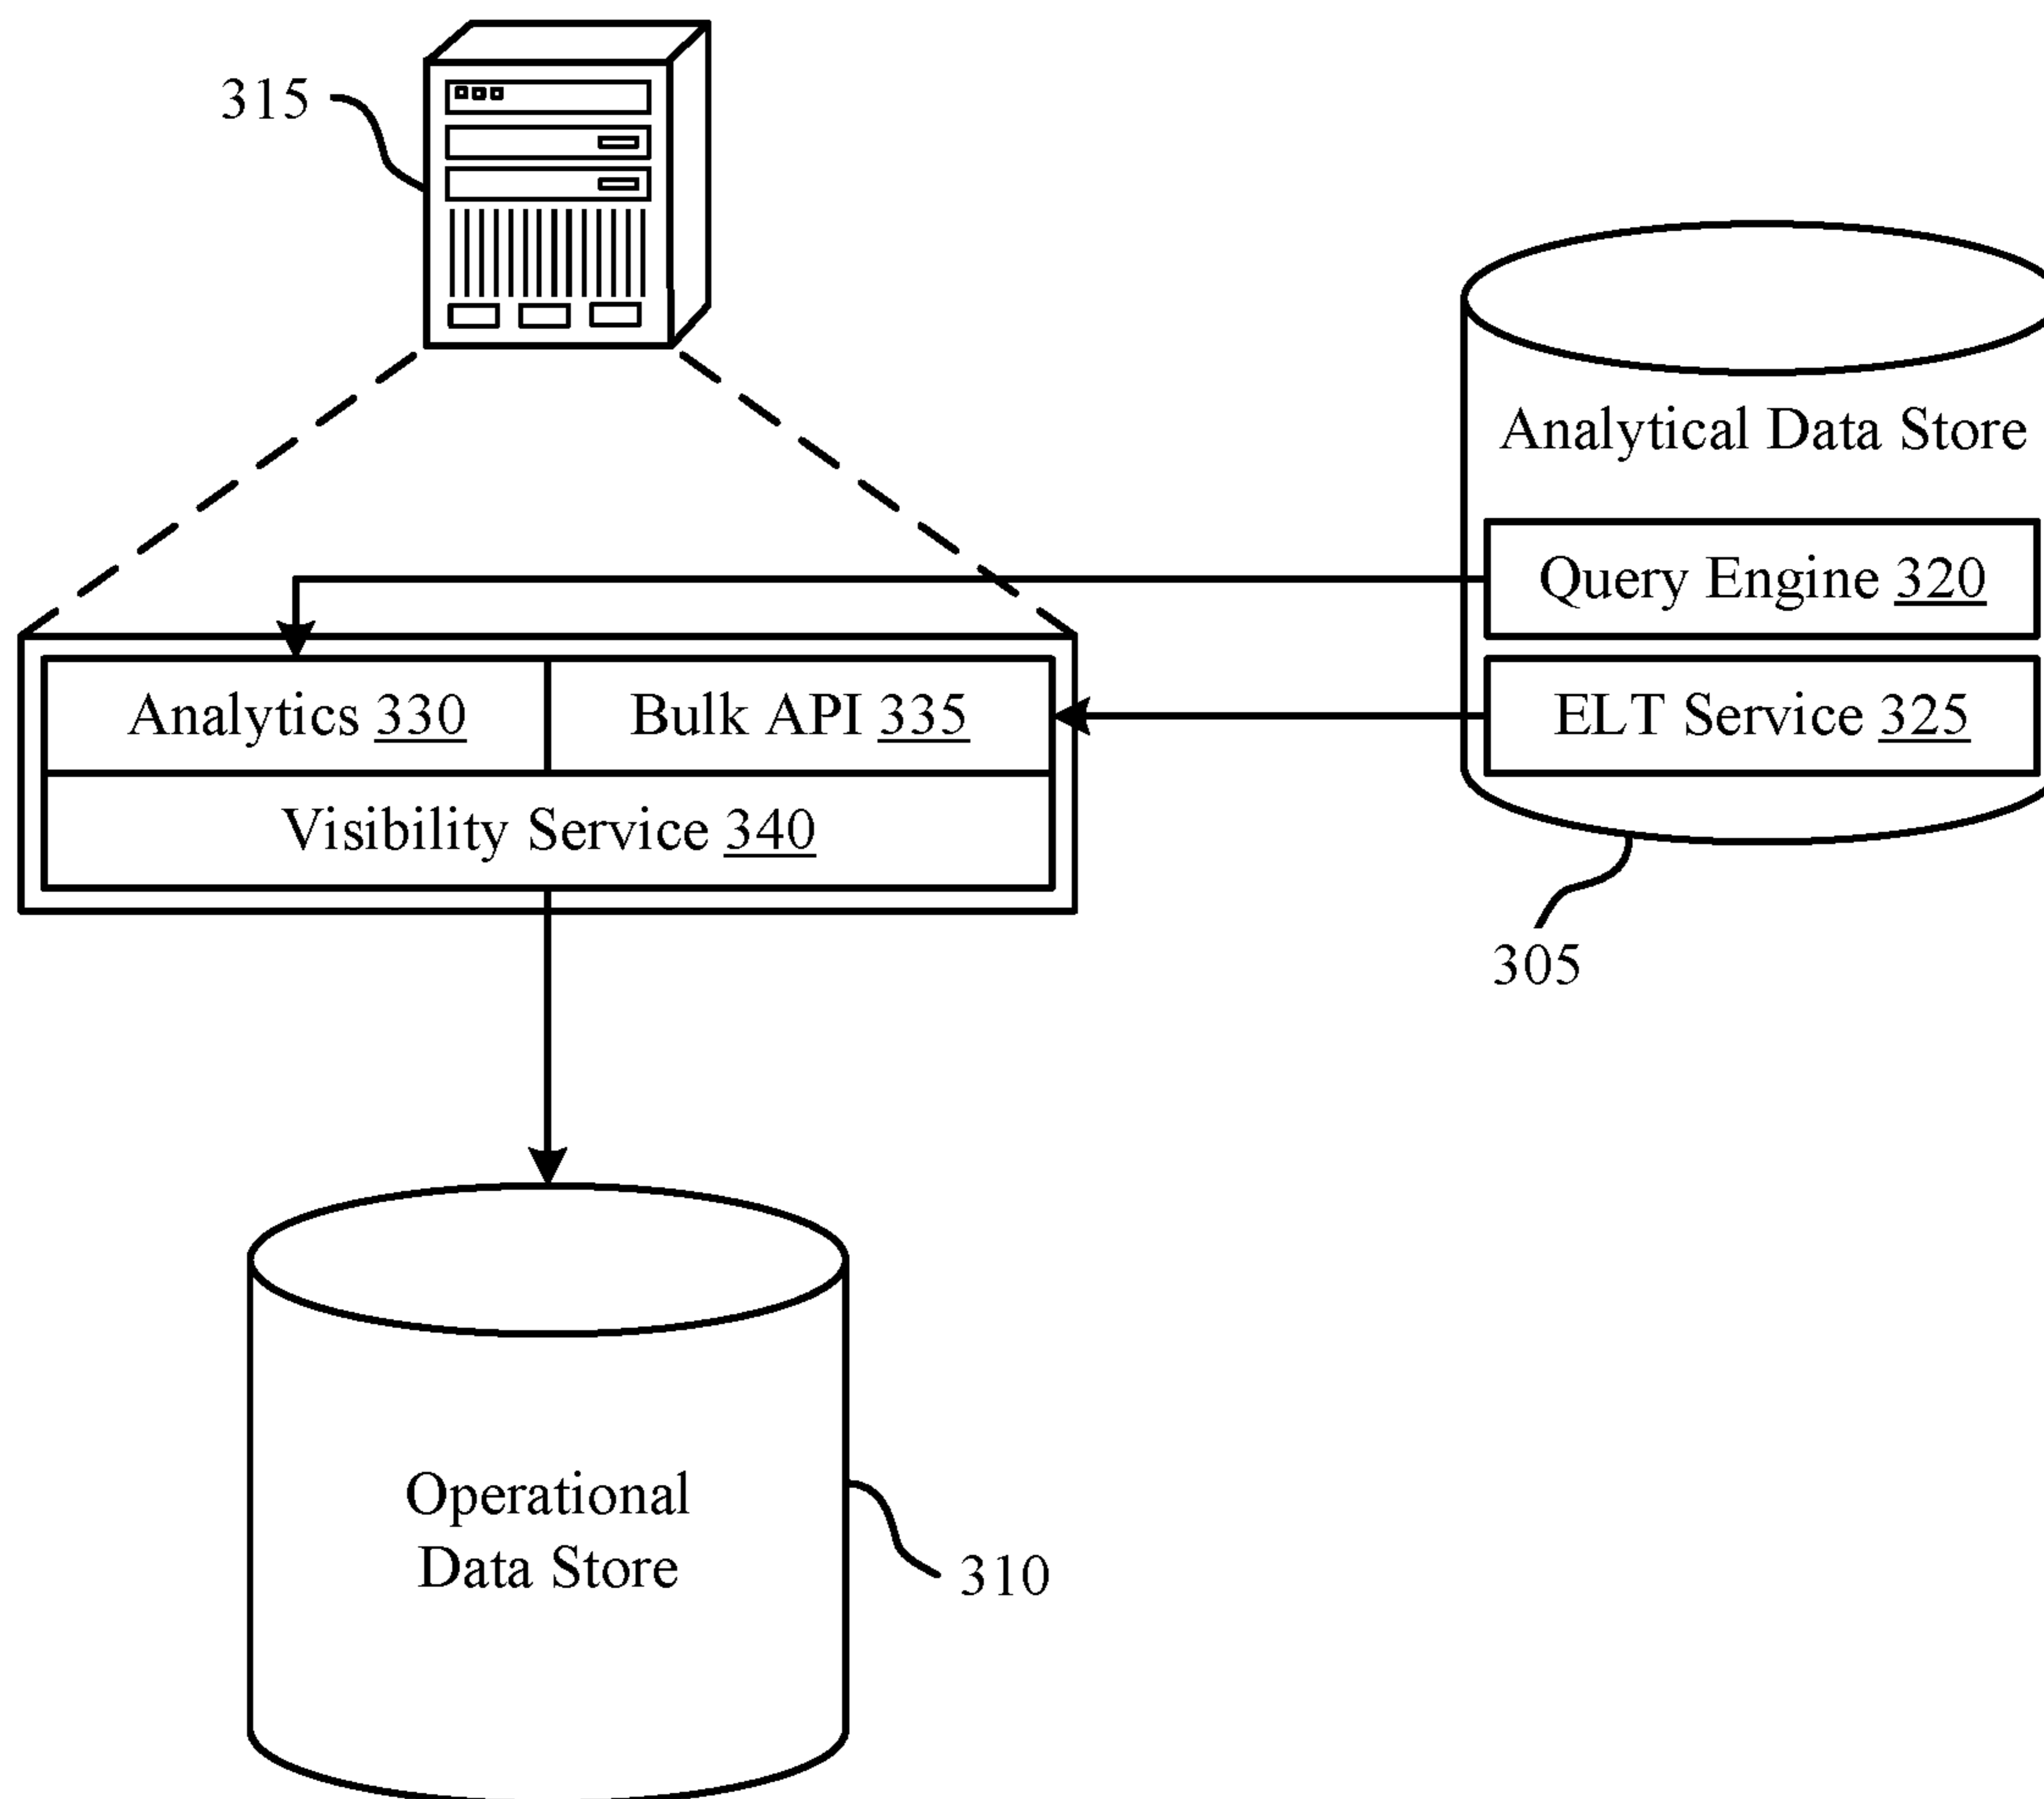 315
Analytical Data Store
Query Engine 320
ELT Service 325
Analytics 330
Bulk API 335
Visibility Service 340
305
Operational
Data Store
310